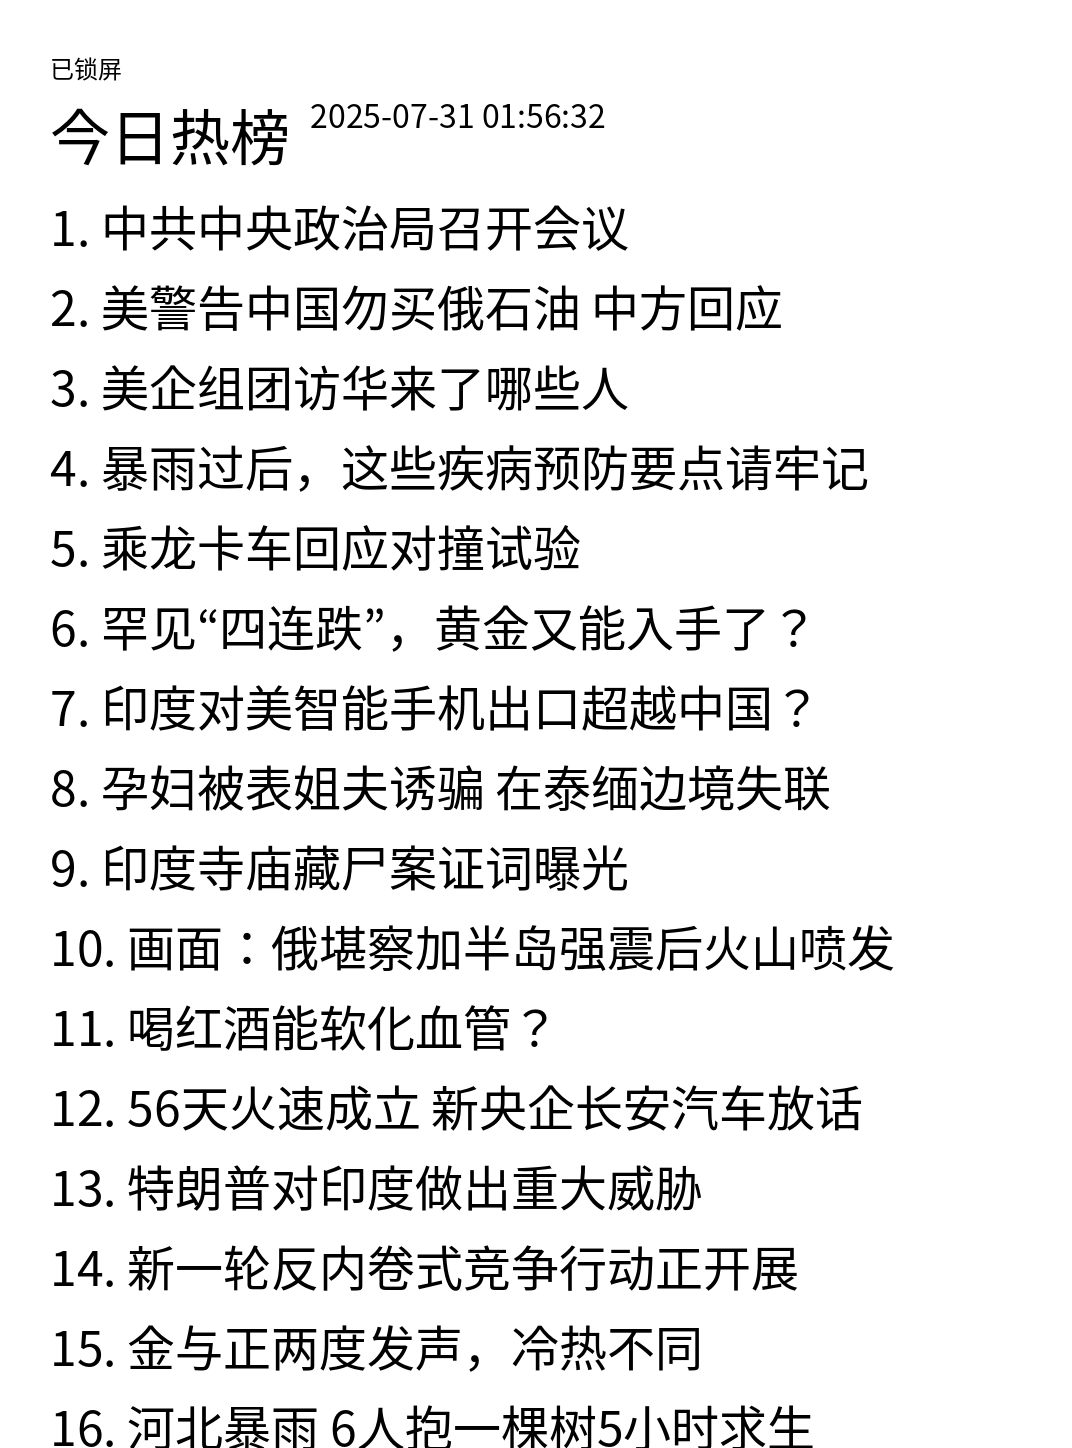 已锁屏
今日热榜 2025-07-31 01:56:32
1. 中共中央政治局召开会议
2. 美警告中国勿买俄石油 中方回应
3. 美企组团访华来了哪些人
4. 暴雨过后，这些疾病预防要点请牢记
5. 乘龙卡车回应对撞试验
6. 罕见“四连跌”，黄金又能入手了？
7. 印度对美智能手机出口超越中国？
8. 孕妇被表姐夫诱骗 在泰缅边境失联
9. 印度寺庙藏尸案证词曝光
10. 画面：俄堪察加半岛强震后火山喷发
11. 喝红酒能软化血管？
12. 56天火速成立 新央企长安汽车放话
13. 特朗普对印度做出重大威胁
14. 新一轮反内卷式竞争行动正开展
15. 金与正两度发声，冷热不同
16. 河北暴雨 6人抱一棵树5小时求生